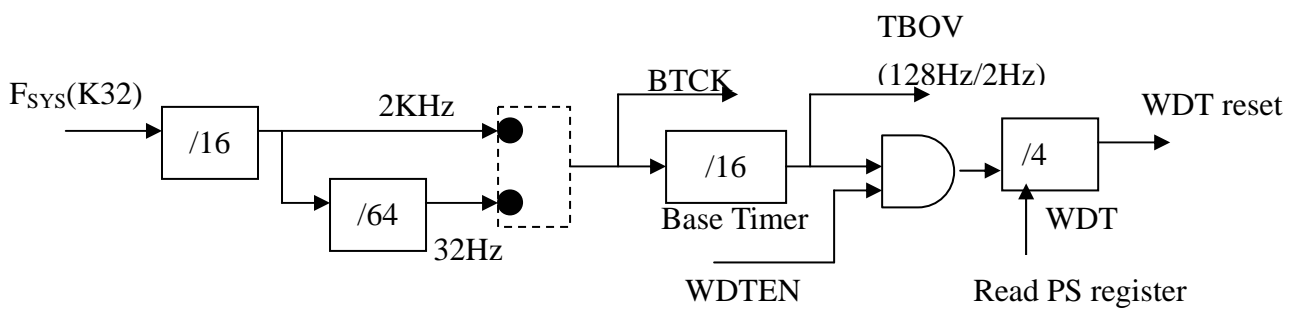 TBOV
(128Hz/2Hz)
BTCK
F_SYS(K32)
2KHz
WDT reset
/16
/16
/4
/64
Base Timer
WDT
32Hz
WDTEN
Read PS register